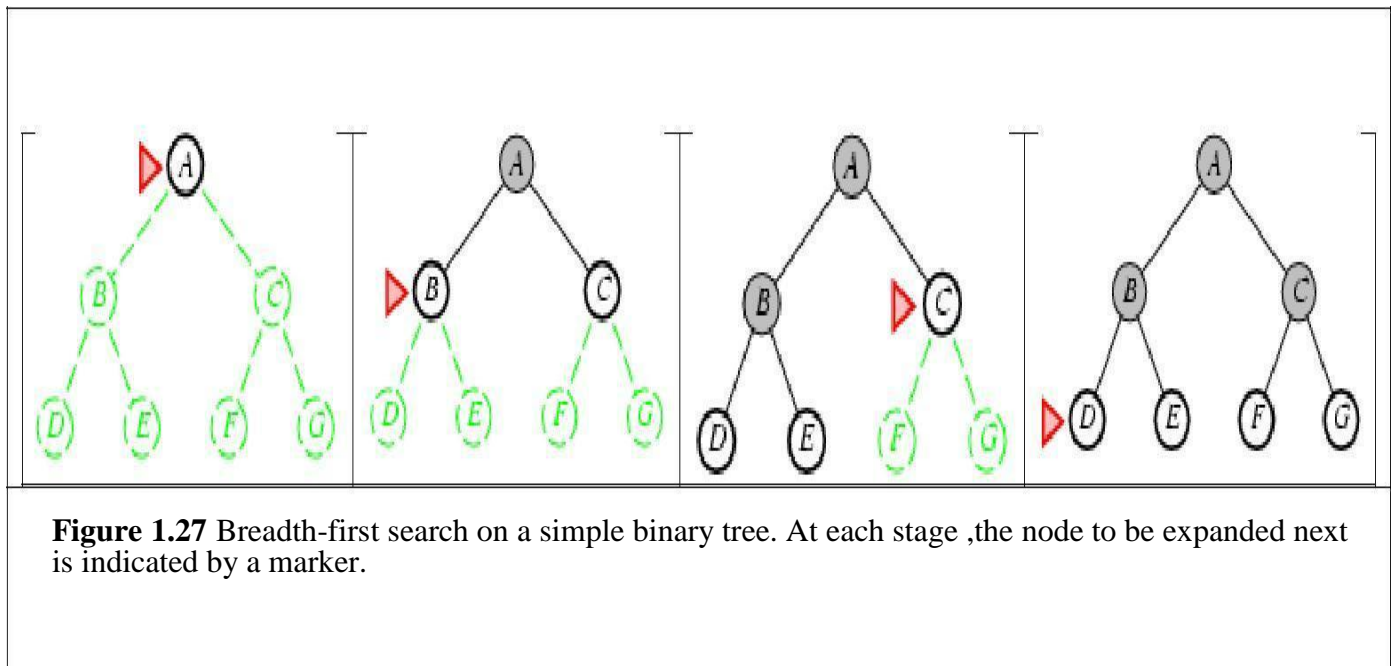 A A A A
B C B C B C B C
D E F G D E F G D E F G D E F G
Figure 1.27 Breadth-first search on a simple binary tree. At each stage ,the node to be expanded next
is indicated by a marker.